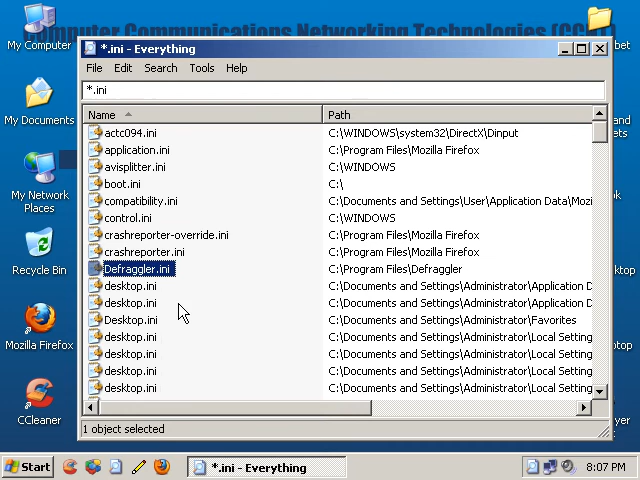 Computer Communications Networking Technologies (CCNT)
My Computer
My Documents
My Network
Places
Recycle Bin
Mozilla Firefox
CCleaner
*.ini - Everything
File Edit Search Tools Help
*.ini
Name Path
actc094.ini C:\WINDOWS\system32\DirectX\Dinput
application.ini C:\Program Files\Mozilla Firefox
avisplitter.ini C:\WINDOWS
boot.ini C:\
compatibility.ini C:\Documents and Settings\User\Application Data\Mozi
control.ini C:\WINDOWS
crashreporter-override.ini C:\Program Files\Mozilla Firefox
crashreporter.ini C:\Program Files\Mozilla Firefox
Defraggler.ini C:\Program Files\Defraggler
desktop.ini C:\Documents and Settings\Administrator\Application D
desktop.ini C:\Documents and Settings\Administrator\Application D
Desktop.ini C:\Documents and Settings\Administrator\Favorites
desktop.ini C:\Documents and Settings\Administrator\Local Setting
desktop.ini C:\Documents and Settings\Administrator\Local Setting
desktop.ini C:\Documents and Settings\Administrator\Local Setting
desktop.ini C:\Documents and Settings\Administrator\Local Setting
1 object selected
Start *.ini - Everything 8:07 PM